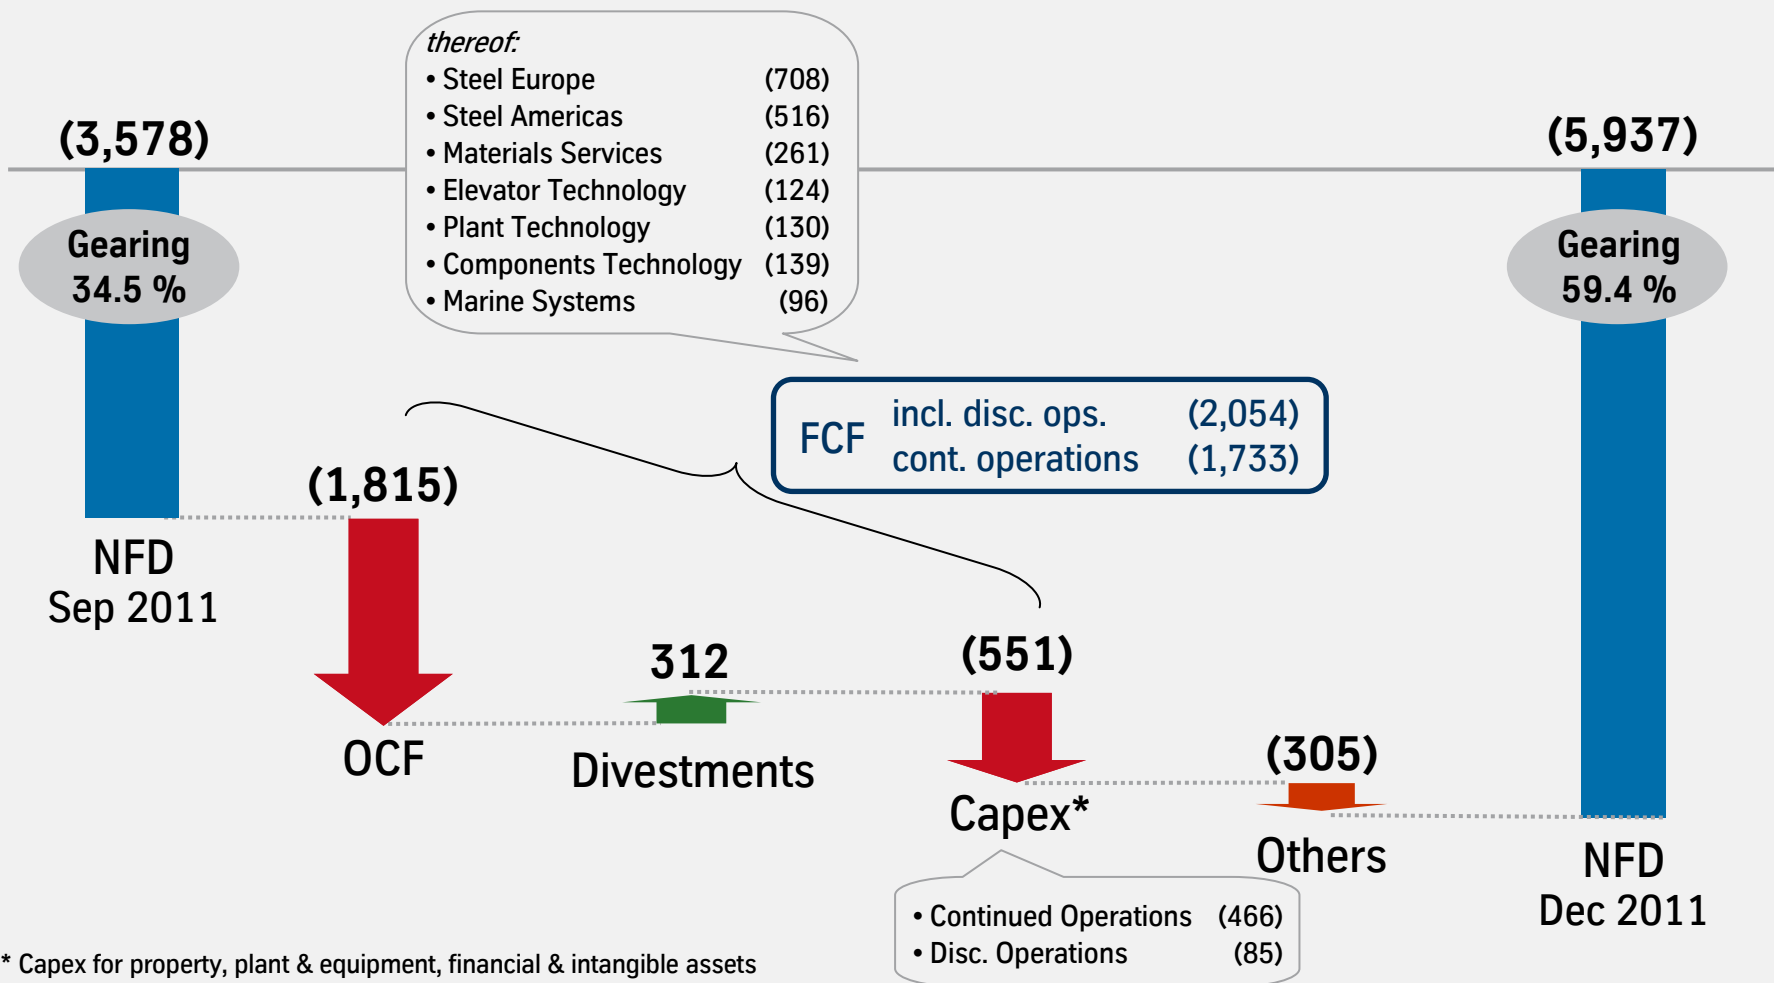 thereof:
• Steel Europe (708)
• Steel Americas (516)
• Materials Services (261)
• Elevator Technology (124)
• Plant Technology (130)
• Components Technology (139)
• Marine Systems (96)
(3,578)
(5,937)
Gearing
34.5 %
Gearing
59.4 %
FCF
incl. disc. ops. (2,054)
cont. operations (1,733)
(1,815)
NFD
Sep 2011
312
(551)
OCF
Divestments
(305)
Capex*
Others
NFD
Dec 2011
• Continued Operations (466)
• Disc. Operations (85)
* Capex for property, plant & equipment, financial & intangible assets